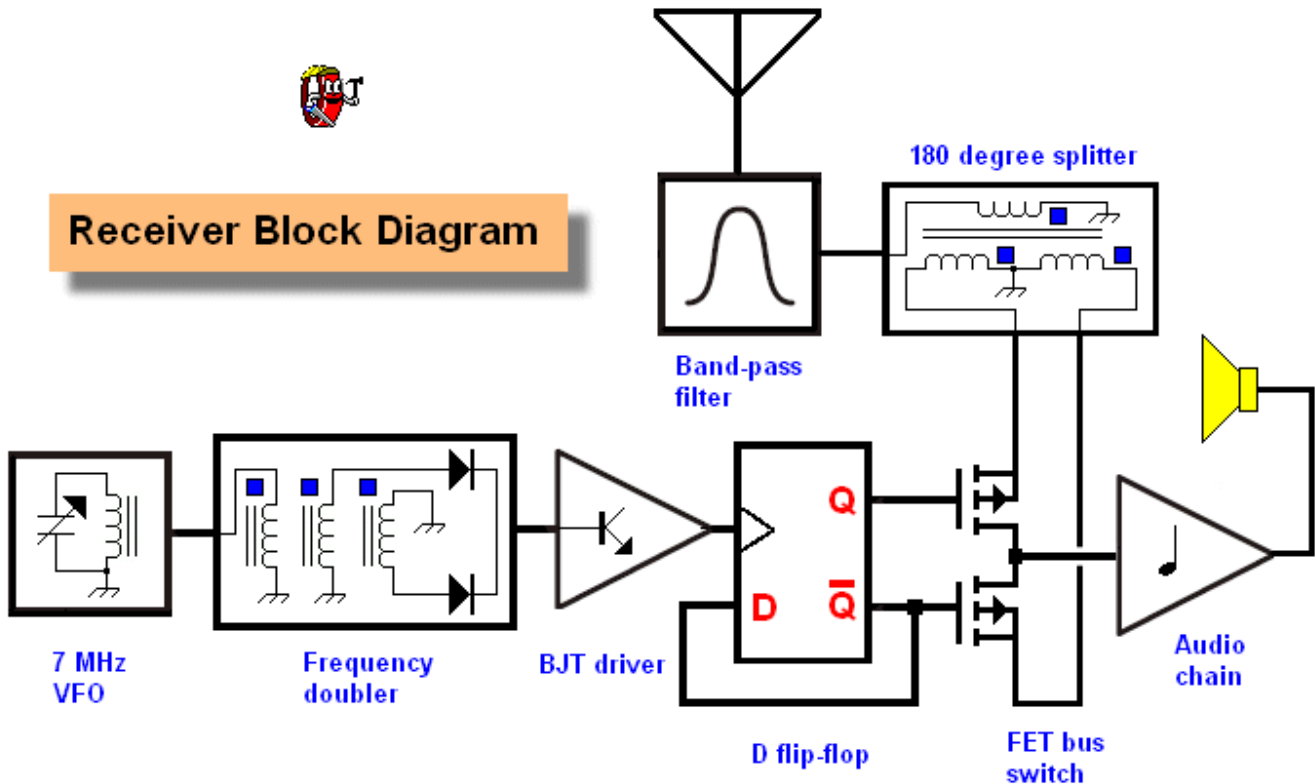 180 degree splitter
Receiver Block Diagram
Band-pass
filter
Q
Q̅
D
7 MHz
VFO
Frequency
doubler
BJT driver
Audio
chain
D flip-flop
FET bus
switch